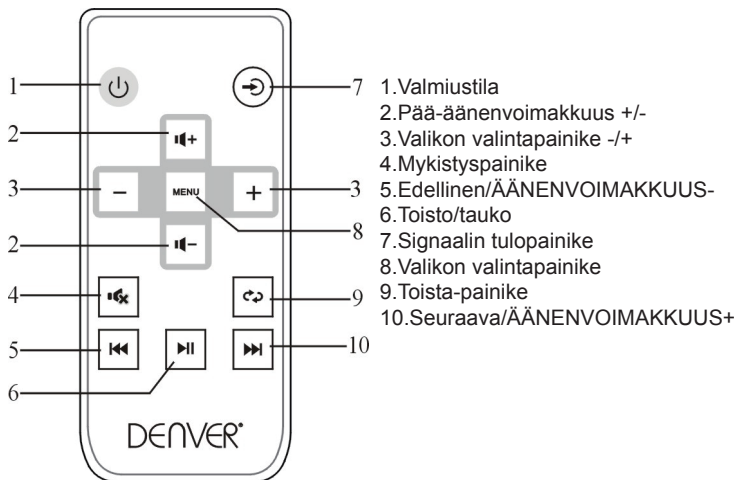 1
7
2
3
MENU
3
8
2
4
9
5
10
6
DENVER
1.Valmiustila
2.Pää-äänenvoimakkuus +/-
3.Valikon valintapainike -/+
4.Mykistyspainike
5.Edellinen/ÄÄNENVOIMAKKUUS-
6.Toisto/tauko
7.Signaalin tulopainike
8.Valikon valintapainike
9.Toista-painike
10.Seuraava/ÄÄNENVOIMAKKUUS+